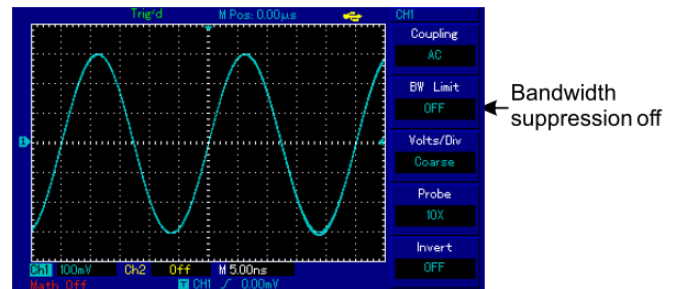 Trig'd M Pos: 0.00μs CH1
Coupling
AC
BW Limit
OFF
Bandwidth
suppression off
1
Volts/Div
Coarse
Probe
10X
Invert
OFF
Ch1 100mV Ch2 Off M 5.00ns
Math Off T CH1 / 0.00mV